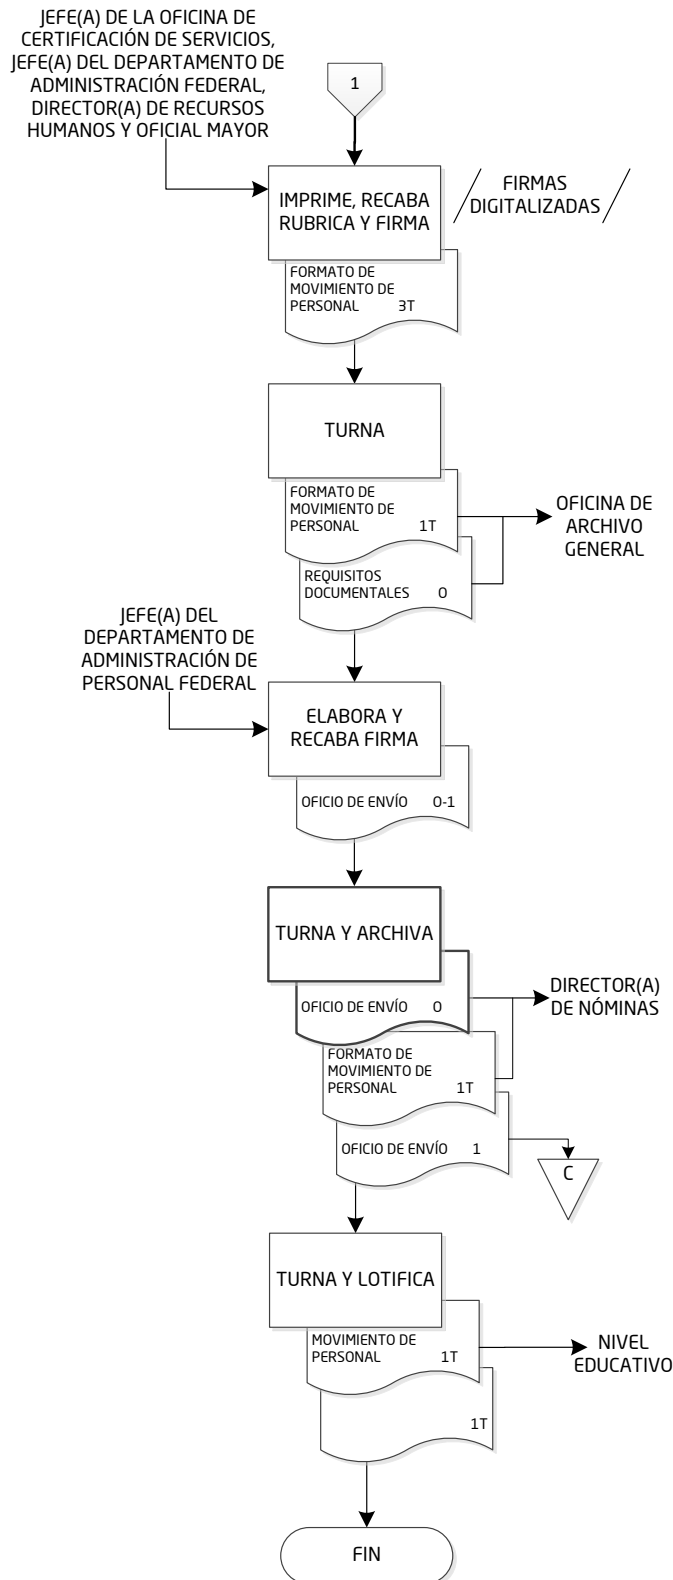 JEFE(A) DE LA OFICINA DE
CERTIFICACIÓN DE SERVICIOS,
JEFE(A) DEL DEPARTAMENTO DE
ADMINISTRACIÓN FEDERAL,
DIRECTOR(A) DE RECURSOS
HUMANOS Y OFICIAL MAYOR
1
IMPRIME, RECABA
RUBRICA Y FIRMA
FIRMAS
DIGITALIZADAS
FORMATO DE
MOVIMIENTO DE
PERSONAL 3T
TURNA
FORMATO DE
MOVIMIENTO DE
PERSONAL 1T
OFICINA DE
ARCHIVO
GENERAL
REQUISITOS
DOCUMENTALES 0
JEFE(A) DEL
DEPARTAMENTO DE
ADMINISTRACIÓN DE
PERSONAL FEDERAL
ELABORA Y
RECABA FIRMA
OFICIO DE ENVÍO 0-1
TURNA Y ARCHIVA
OFICIO DE ENVÍO 0
DIRECTOR(A)
DE NÓMINAS
FORMATO DE
MOVIMIENTO DE
PERSONAL 1T
OFICIO DE ENVÍO 1
C
TURNA Y LOTIFICA
MOVIMIENTO DE
PERSONAL 1T
NIVEL
EDUCATIVO
1T
FIN